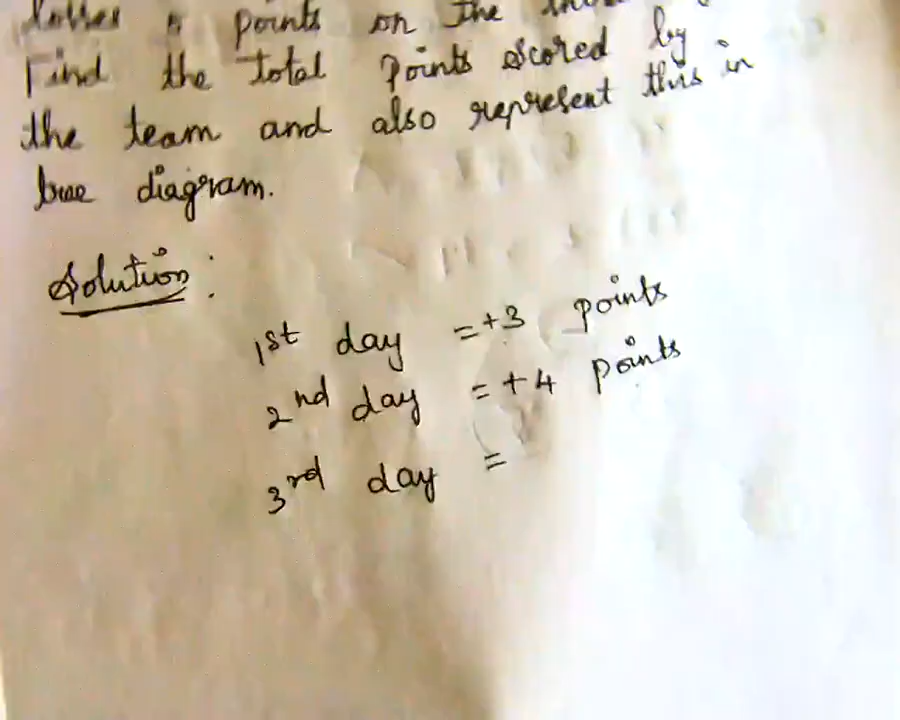 points on the
Find the total points scored by
the team and also represent this in
tree diagram.
Solution:
1st day = +3 points
2nd day = +4 points
3rd day =